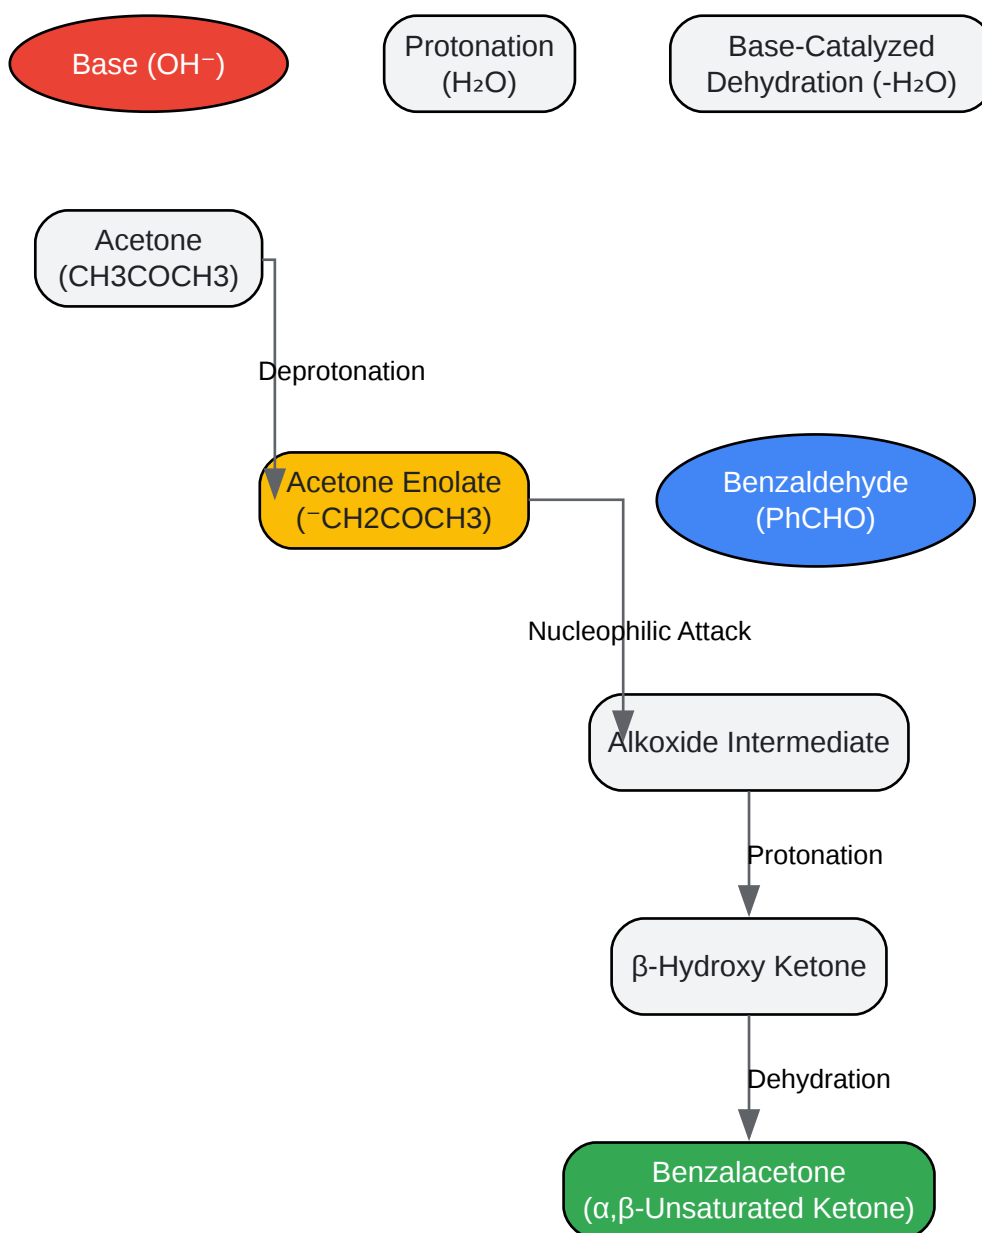 Base (OH⁻)
Protonation
(H₂O)
Base-Catalyzed
Dehydration (-H₂O)
Acetone
(CH3COCH3)
Deprotonation
Acetone Enolate
(⁻CH2COCH3)
Benzaldehyde
(PhCHO)
Nucleophilic Attack
Alkoxide Intermediate
Protonation
β-Hydroxy Ketone
Dehydration
Benzalacetone
(α,β-Unsaturated Ketone)